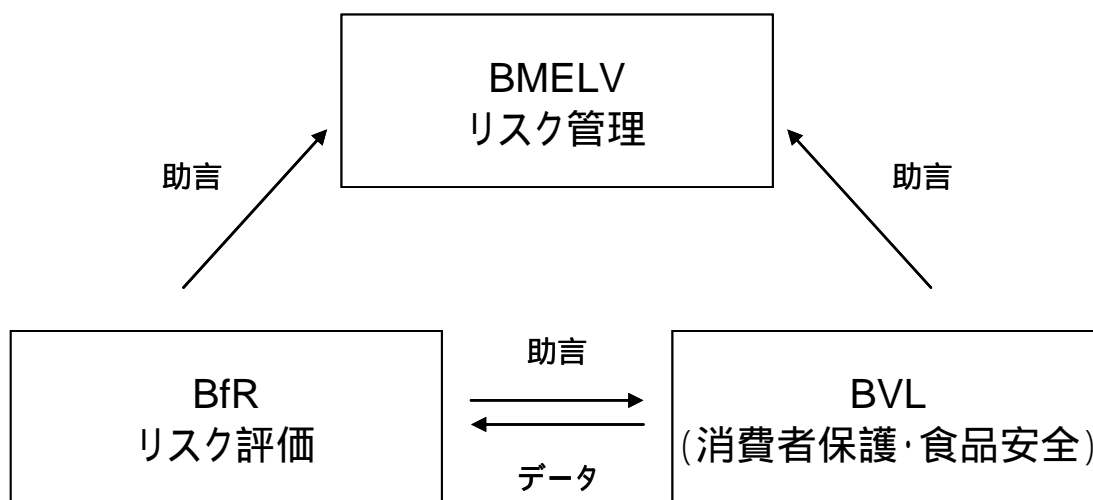 BMELV
リスク管理
助言
助言
助言
BfR
リスク評価
BVL
(消費者保護・食品安全)
データ